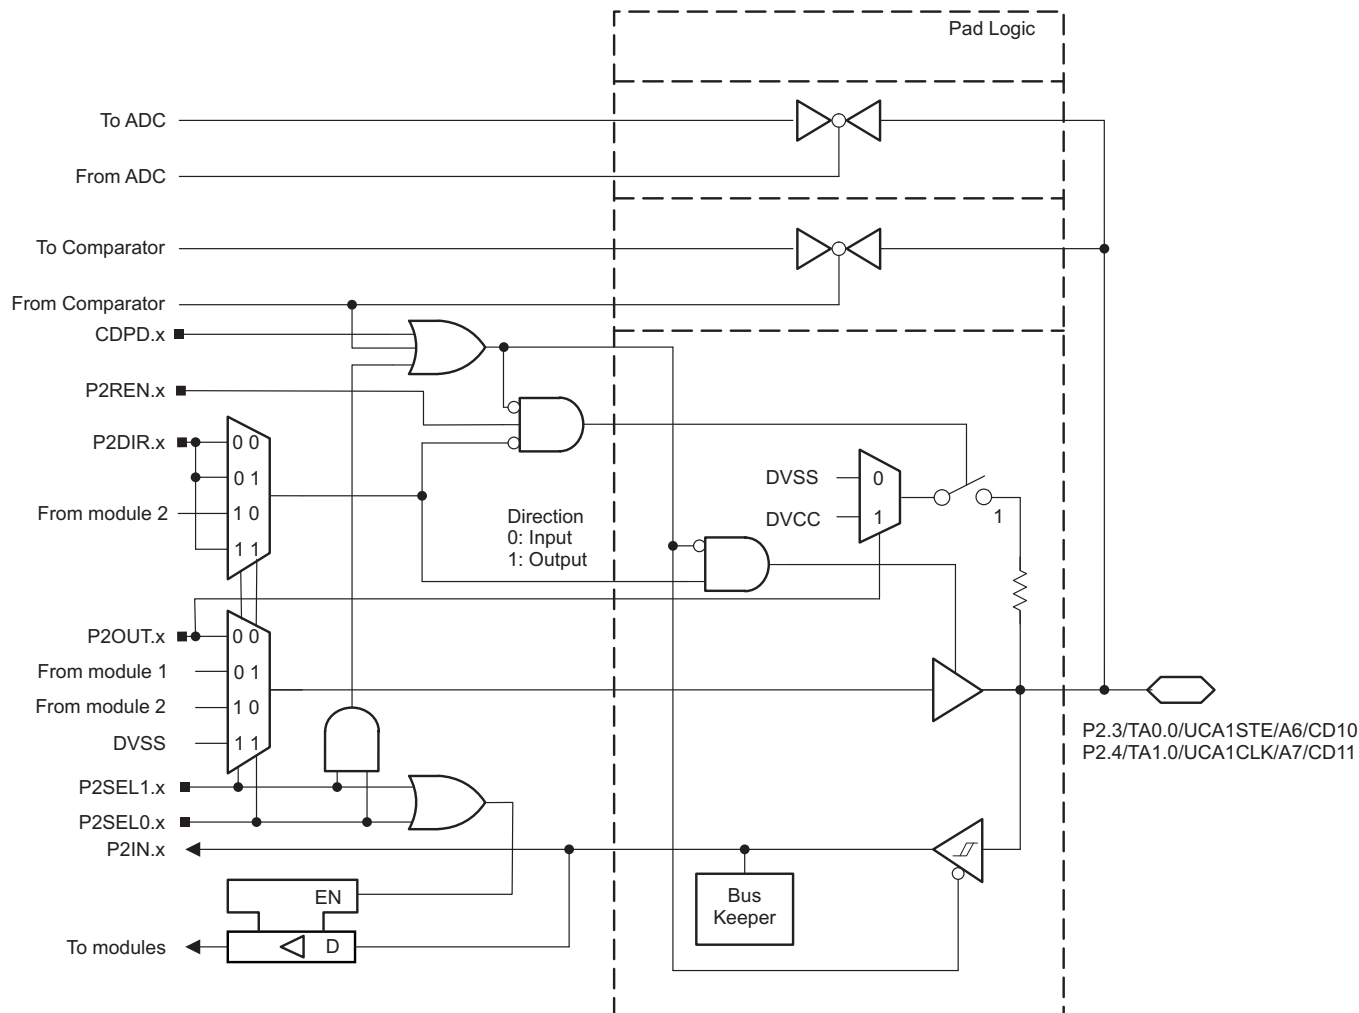 Pad Logic
To ADC
From ADC
To Comparator
From Comparator
CDPD.x
P2REN.x
P2DIR.x
0 0
0 1
From module 2
1 0
1 1
Direction
0: Input
1: Output
DVSS
0
DVCC
1
1
P2OUT.x
0 0
From module 1
0 1
From module 2
1 0
DVSS
1 1
P2.3/TA0.0/UCA1STE/A6/CD10
P2.4/TA1.0/UCA1CLK/A7/CD11
P2SEL1.x
P2SEL0.x
P2IN.x
Bus
Keeper
EN
To modules
D